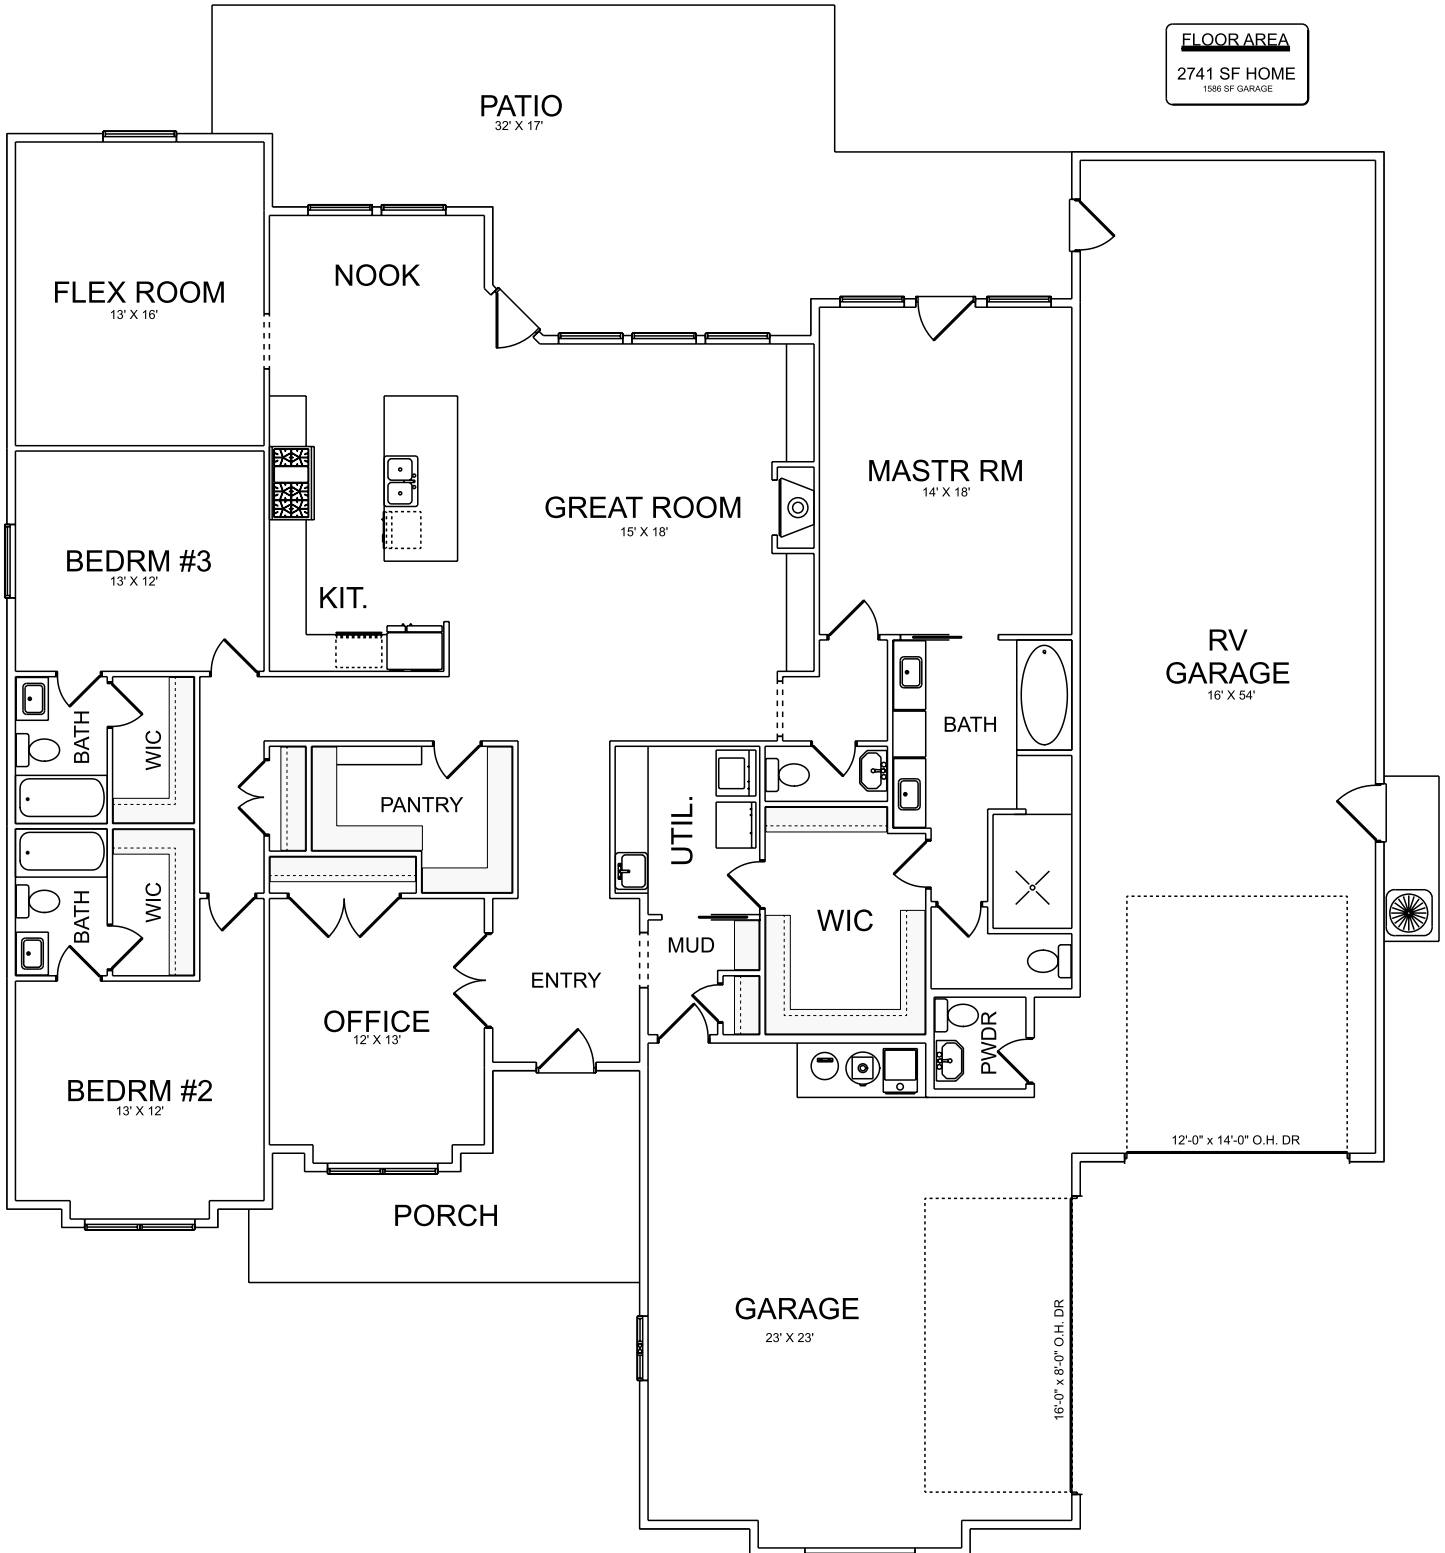 FLOOR AREA
2741 SF HOME
1586 SF GARAGE
PATIO
32' X 17'
NOOK
FLEX ROOM
13' X 16'
MASTR RM
14' X 18'
GREAT ROOM
15' X 18'
BEDRM #3
13' X 12'
KIT.
RV
GARAGE
16' X 54'
BATH
WIC
BATH
PANTRY
UTIL.
BATH
WIC
WIC
MUD
ENTRY
OFFICE
12' X 13'
PWDR
BEDRM #2
13' X 12'
12'-0" x 14'-0" O.H. DR
PORCH
GARAGE
23' X 23'
16'-0" x 8'-0" O.H. DR